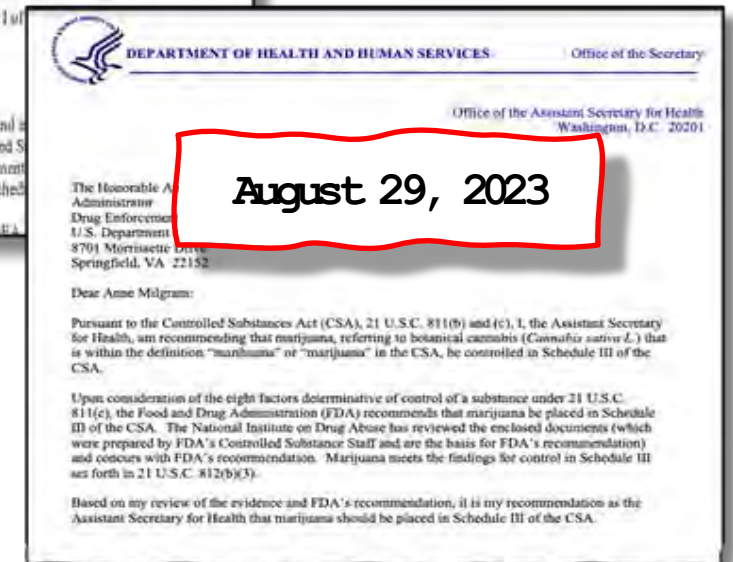 DEPARTMENT OF HEALTH AND HUMAN SERVICES
Office of the Secretary
Office of the Assistant Secretary for Health
Washington, D.C. 20201
August 29, 2023
The Honorable A
Administrator
Drug Enforcement
U.S. Department
8701 Morrissette Drive
Springfield, VA 22152
Dear Anne Milgram:
Pursuant to the Controlled Substances Act (CSA), 21 U.S.C. 811(b) and (c), I, the Assistant Secretary
for Health, am recommending that marijuana, referring to botanical cannabis (Cannabis sativa L.) that
is within the definition "marihuana" or "marijuana" in the CSA, be controlled in Schedule III of the
CSA.
Upon consideration of the eight factors determinative of control of a substance under 21 U.S.C.
811(c), the Food and Drug Administration (FDA) recommends that marijuana be placed in Schedule
III of the CSA. The National Institute on Drug Abuse has reviewed the enclosed documents (which
were prepared by FDA's Controlled Substance Staff and are the basis for FDA's recommendation)
and concurs with FDA's recommendation. Marijuana meets the findings for control in Schedule III
set forth in 21 U.S.C. 812(b)(3).
Based on my review of the evidence and FDA's recommendation, it is my recommendation as the
Assistant Secretary for Health that marijuana should be placed in Schedule III of the CSA.